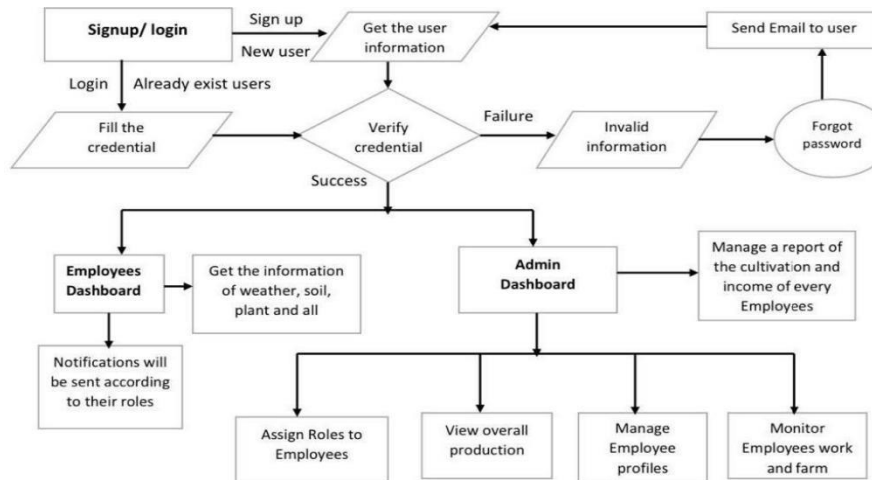 Signup/ login
Sign up
New user
Get the user
information
Send Email to user
Login
Already exist users
Fill the
credential
Verify
credential
Failure
Invalid
information
Forgot
password
Success
Employees
Dashboard
Get the information
of weather, soil,
plant and all
Admin
Dashboard
Manage a report of
the cultivation and
income of every
Employees
Notifications will
be sent according
to their roles
Assign Roles to
Employees
View overall
production
Manage
Employee
profiles
Monitor
Employees work
and farm